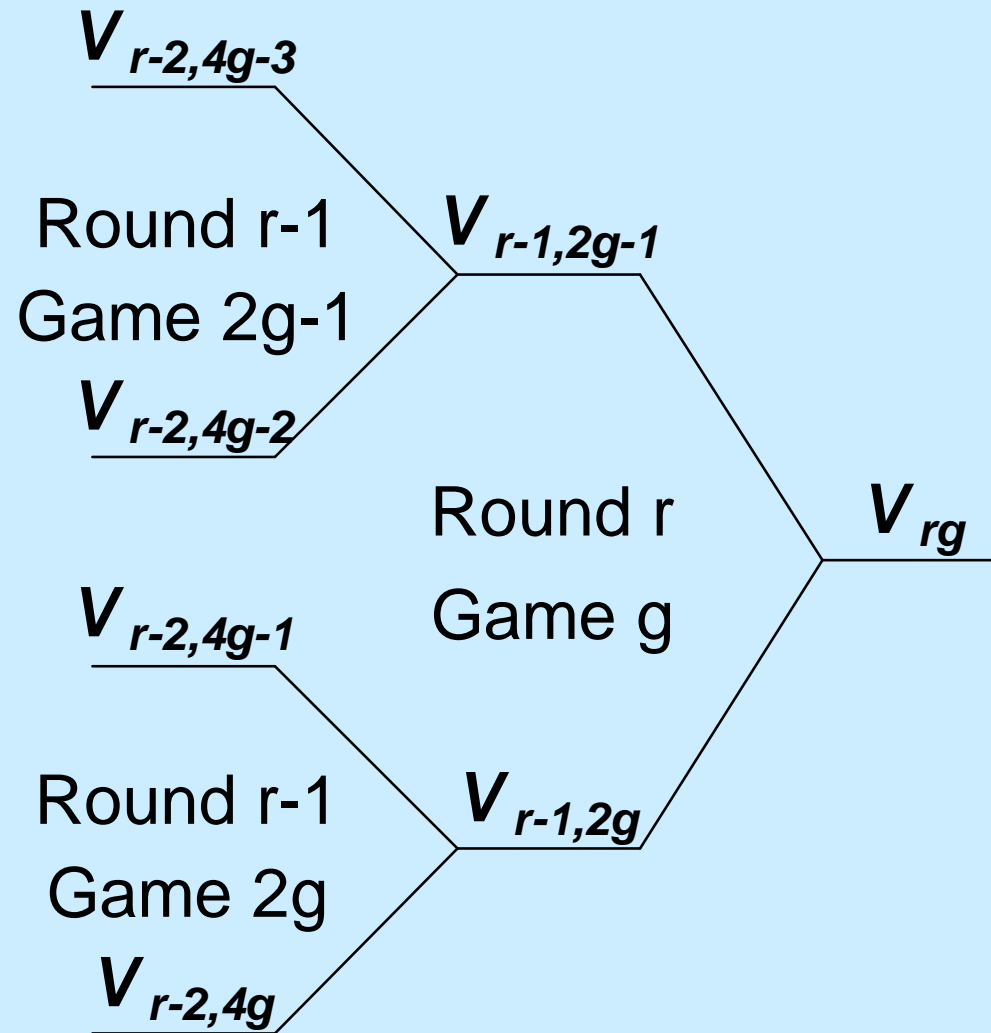 V r-2,4g-3
Round r-1
Game 2g-1
V r-2,4g-2
V r-1,2g-1
Round r
Game g
V rg
V r-2,4g-1
Round r-1
Game 2g
V r-2,4g
V r-1,2g